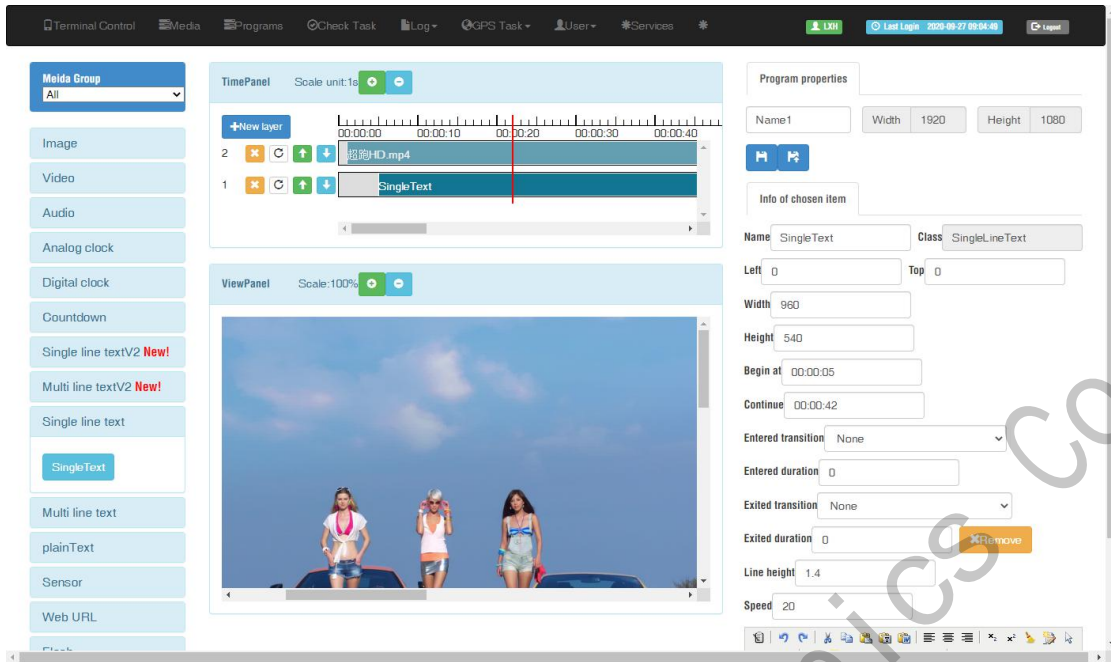 Terminal Control Media Programs Check Task Log GPS Task User Services LXH Last Login 2020-09-27 09:04:49 Logout
Meida Group
All
Image
Video
Audio
Analog clock
Digital clock
Countdown
Single line textV2 New!
Multi line textV2 New!
Single line text
SingleText
Multi line text
plainText
Sensor
Web URL
Flash
TimePanel Scale unit:1s
New layer
00:00:00 00:00:10 00:00:20 00:00:30 00:00:40
2 超跑HD.mp4
1 SingleText
ViewPanel Scale:100%
Program properties
Name1 Width 1920 Height 1080
Info of chosen item
Name SingleText Class SingleLineText
Left 0 Top 0
Width 960
Height 540
Begin at 00:00:05
Continue 00:00:42
Entered transition None
Entered duration 0
Exited transition None
Exited duration 0 Remove
Line height 1.4
Speed 20
nics Co